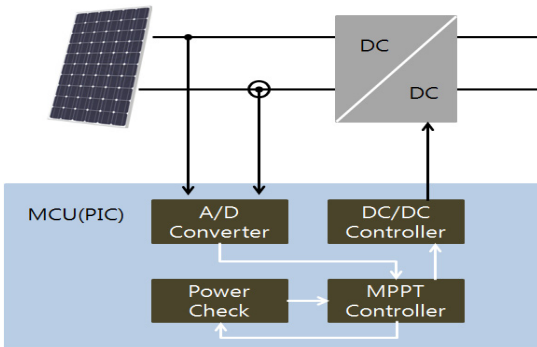 DC
DC
MCU(PIC)
A/D
Converter
DC/DC
Controller
Power
Check
MPPT
Controller